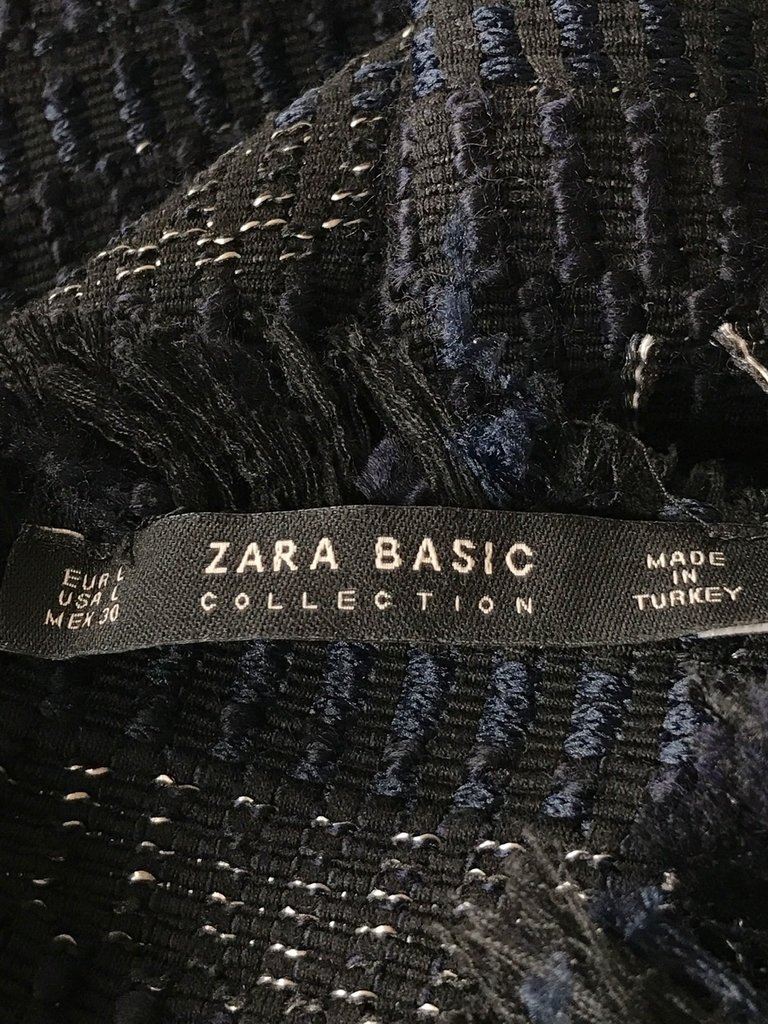 ZARA BASIC
COLLECTION
EUR L
USA L
MEX 30
MADE
IN
TURKEY